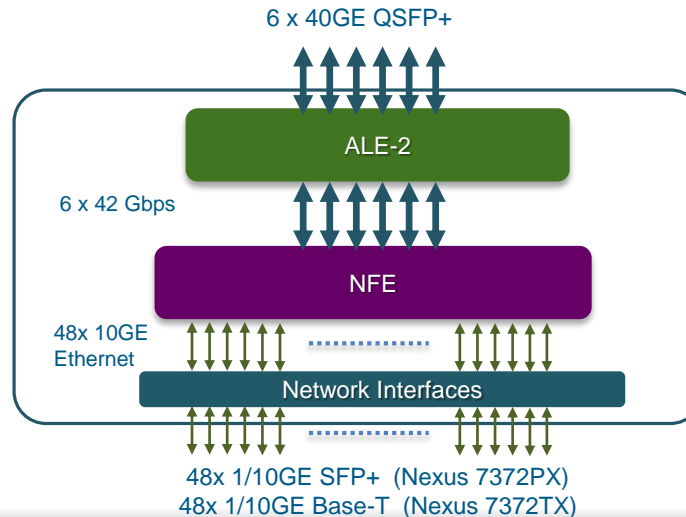 6 x 40GE QSFP+
ALE-2
6 x 42 Gbps
NFE
48x 10GE
Ethernet
Network Interfaces
48x 1/10GE SFP+ (Nexus 7372PX)
48x 1/10GE Base-T (Nexus 7372TX)